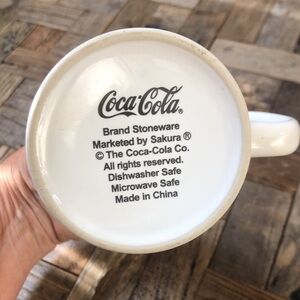 Coca-Cola®
Brand Stoneware
Marketed by Sakura ®
© The Coca-Cola Co.
All rights reserved.
Dishwasher Safe
Microwave Safe
Made in China